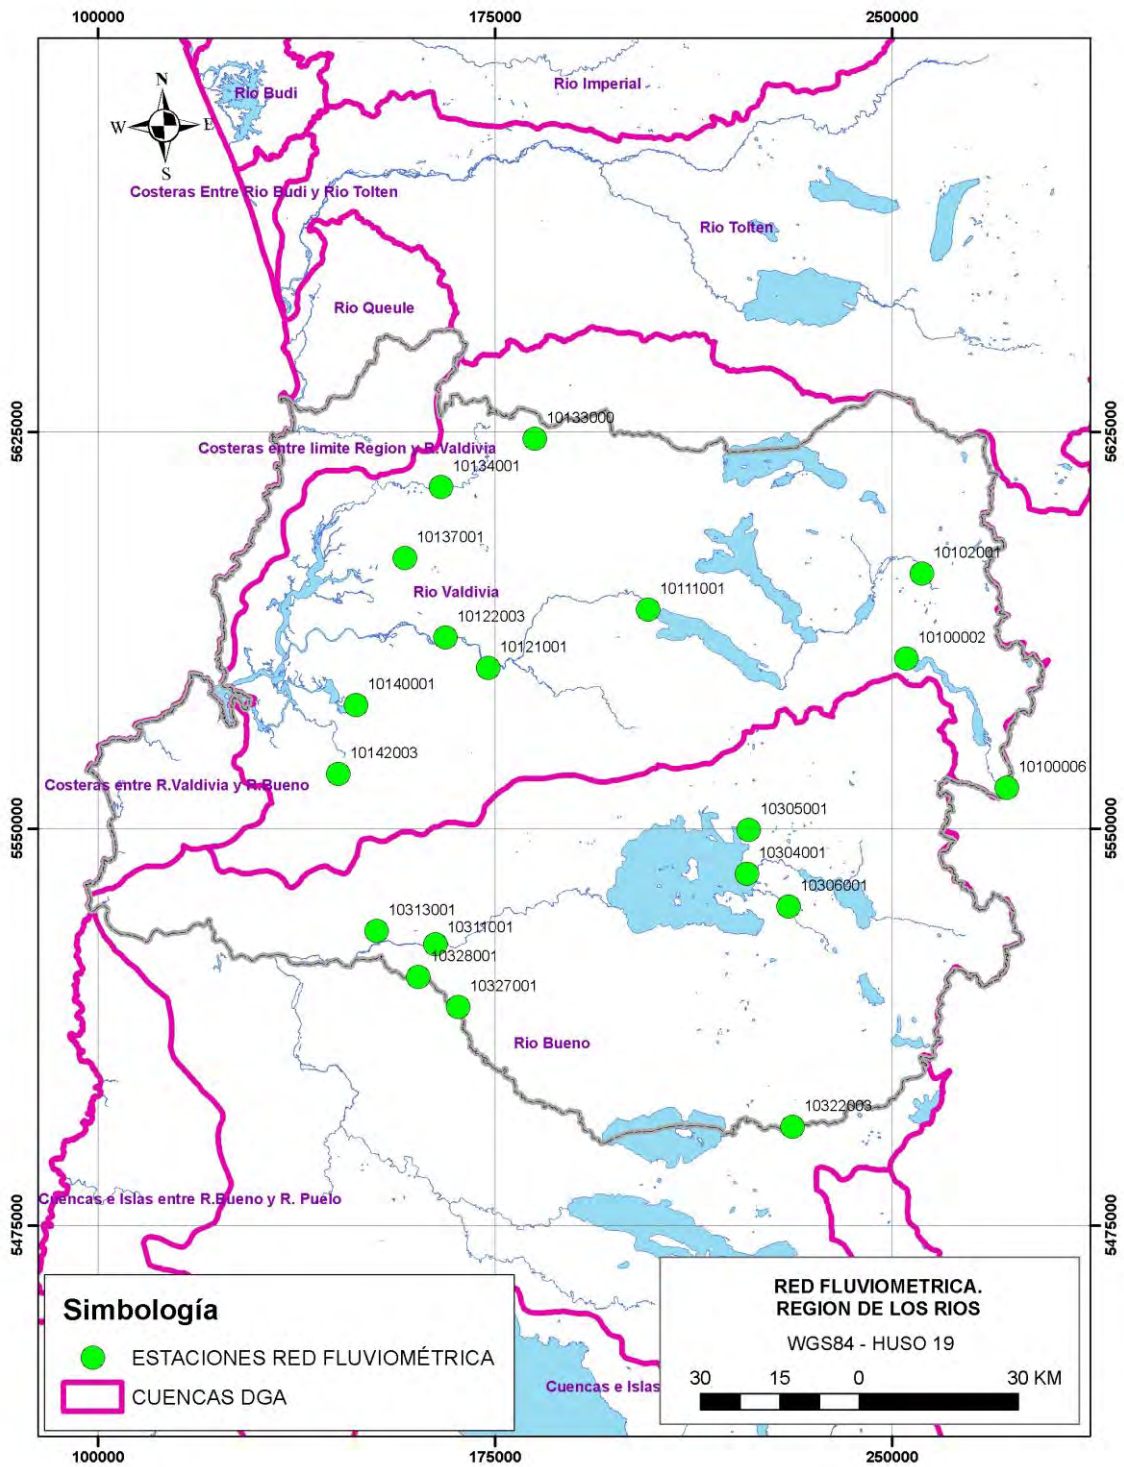 100000
175000
250000
N
W
E
S
Rio Budi
Rio Imperial
Costeras Entre Rio Budi y Rio Tolten
Rio Tolten
Rio Queule
5625000
5625000
10133000
Costeras entre limite Region y R.Valdivia
10134001
10137001
10102001
Rio Valdivia
10111001
10122003
10121001
10100002
10140001
10142003
Costeras entre R.Valdivia y R.Bueno
10100006
5550000
5550000
10305001
10304001
10306001
10313001
10311001
10328001
10327001
Rio Bueno
10322003
Cuencas e Islas entre R.Bueno y R. Puelo
5475000
5475000
Simbología
ESTACIONES RED FLUVIOMÉTRICA
CUENCAS DGA
Cuencas e Islas
RED FLUVIOMETRICA.
REGION DE LOS RIOS
WGS84 - HUSO 19
30 15 0 30 KM
100000
175000
250000